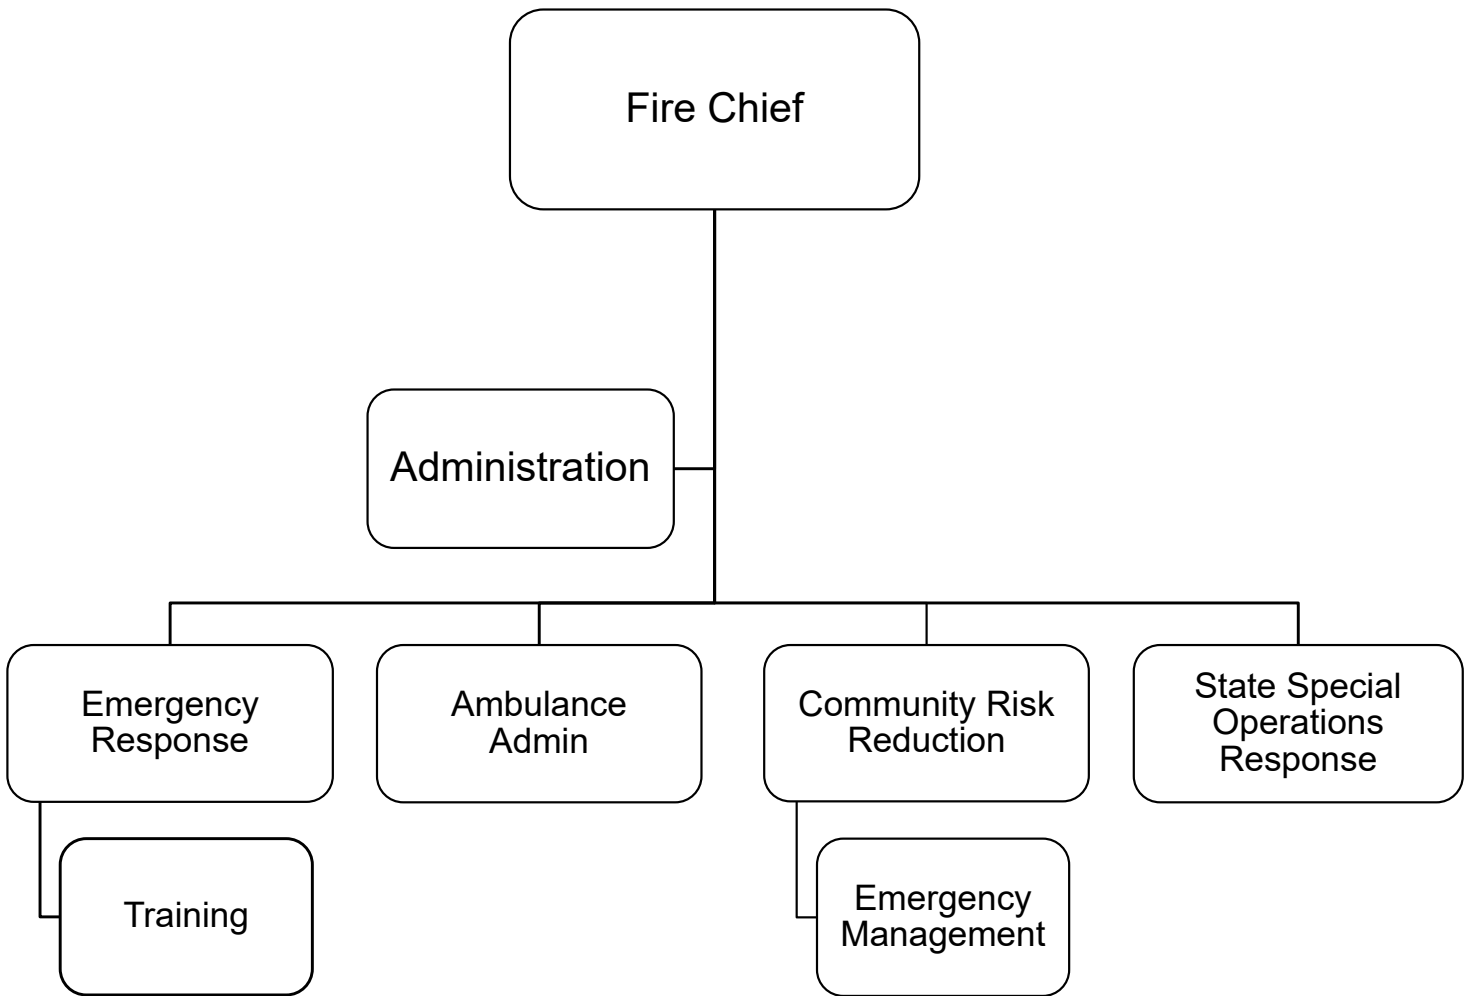 Fire Chief
Administration
Emergency
Response
Ambulance
Admin
Community Risk
Reduction
State Special
Operations
Response
Training
Emergency
Management